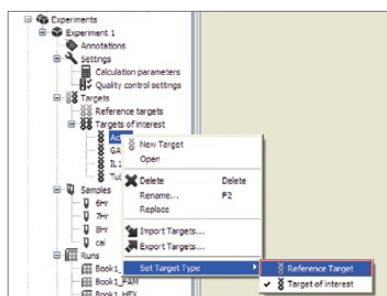 Experiments
Experiment 1
Annotations
Settings
Calculation parameters
Quality control settings
Targets
Reference targets
Targets of interest
New Target
Open
Delete Delete
Rename... F2
Replace
Import Targets...
Export Targets...
Set Target Type
Reference Target
Target of interest
Samples
6Hr
7Hr
8Hr
cal
Runs
Book1_
Book1_FAM
Book1_HEX